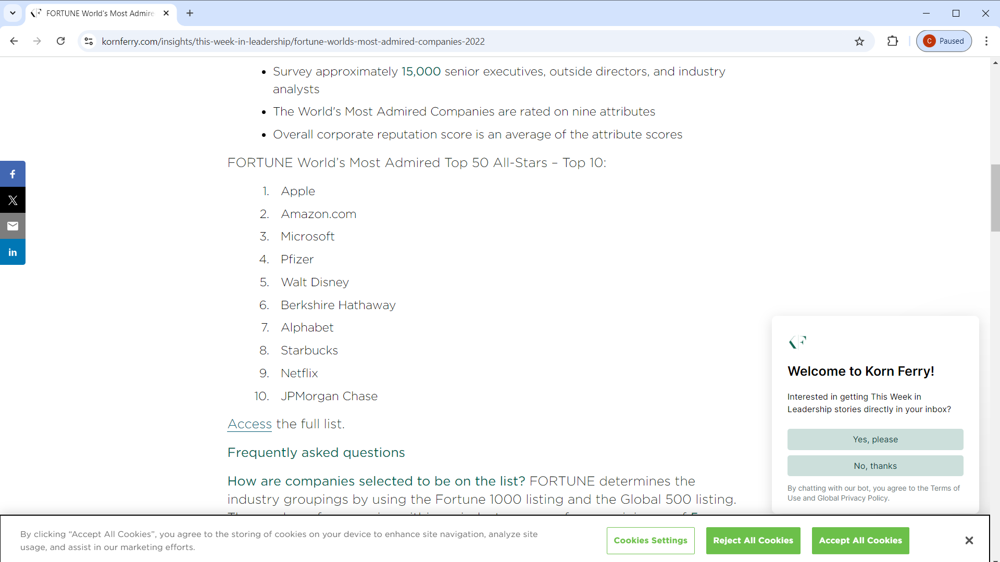 FORTUNE World's Most Admire
kornferry.com/insights/this-week-in-leadership/fortune-worlds-most-admired-companies-2022
C Paused
• Survey approximately 15,000 senior executives, outside directors, and industry
analysts
• The World's Most Admired Companies are rated on nine attributes
• Overall corporate reputation score is an average of the attribute scores
FORTUNE World’s Most Admired Top 50 All-Stars – Top 10:
1. Apple
2. Amazon.com
3. Microsoft
4. Pfizer
5. Walt Disney
6. Berkshire Hathaway
7. Alphabet
8. Starbucks
9. Netflix
10. JPMorgan Chase
Access the full list.
Frequently asked questions
How are companies selected to be on the list? FORTUNE determines the
industry groupings by using the Fortune 1000 listing and the Global 500 listing.
f
X
in
KF
Welcome to Korn Ferry!
Interested in getting This Week in
Leadership stories directly in your inbox?
Yes, please
No, thanks
By chatting with our bot, you agree to the Terms of
Use and Global Privacy Policy.
By clicking “Accept All Cookies”, you agree to the storing of cookies on your device to enhance site navigation, analyze site
usage, and assist in our marketing efforts.
Cookies Settings
Reject All Cookies
Accept All Cookies